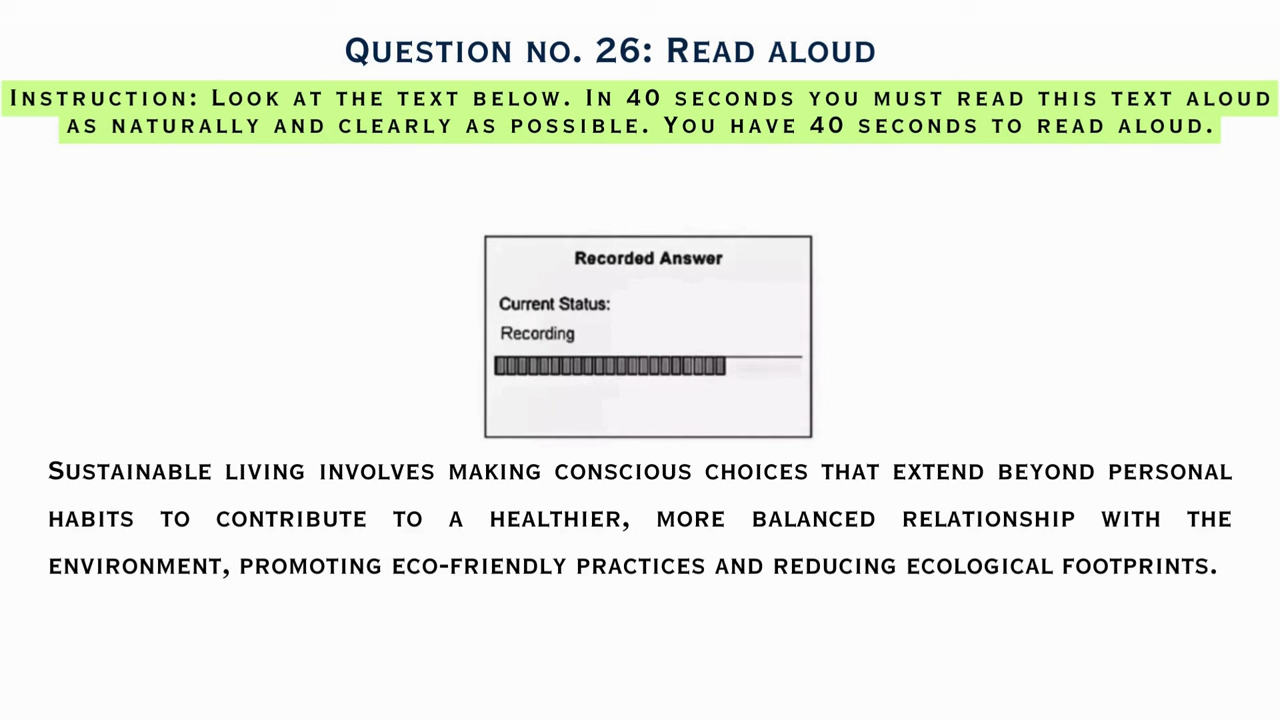 Question no. 26: Read aloud
Instruction: Look at the text below. In 40 seconds you must read this text aloud
as naturally and clearly as possible. You have 40 seconds to read aloud.
Recorded Answer
Current Status:
Recording
Sustainable living involves making conscious choices that extend beyond personal
habits to contribute to a healthier, more balanced relationship with the
environment, promoting eco-friendly practices and reducing ecological footprints.